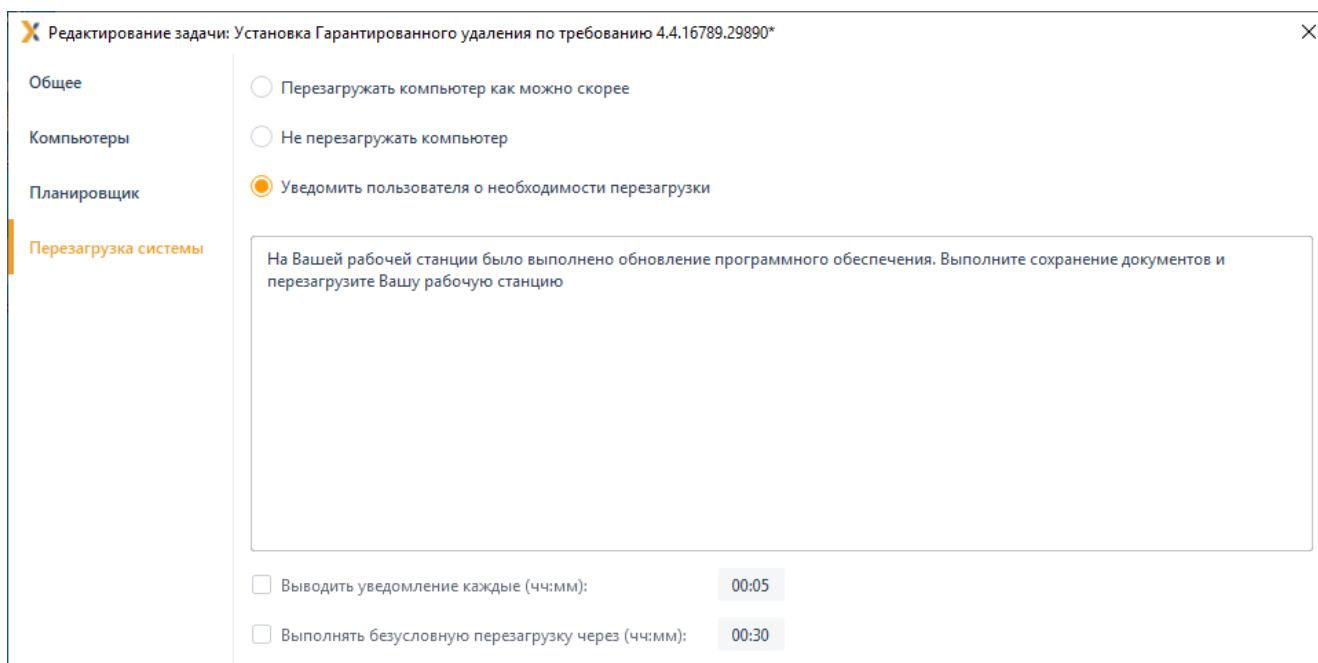 Редактирование задачи: Установка Гарантированного удаления по требованию 4.4.16789.29890*
Общее
Компьютеры
Планировщик
Перезагрузка системы
Перезагружать компьютер как можно скорее
Не перезагружать компьютер
Уведомить пользователя о необходимости перезагрузки
На Вашей рабочей станции было выполнено обновление программного обеспечения. Выполните сохранение документов и
перезагрузите Вашу рабочую станцию
Выводить уведомление каждые (чч:мм): 00:05
Выполнять безусловную перезагрузку через (чч:мм): 00:30